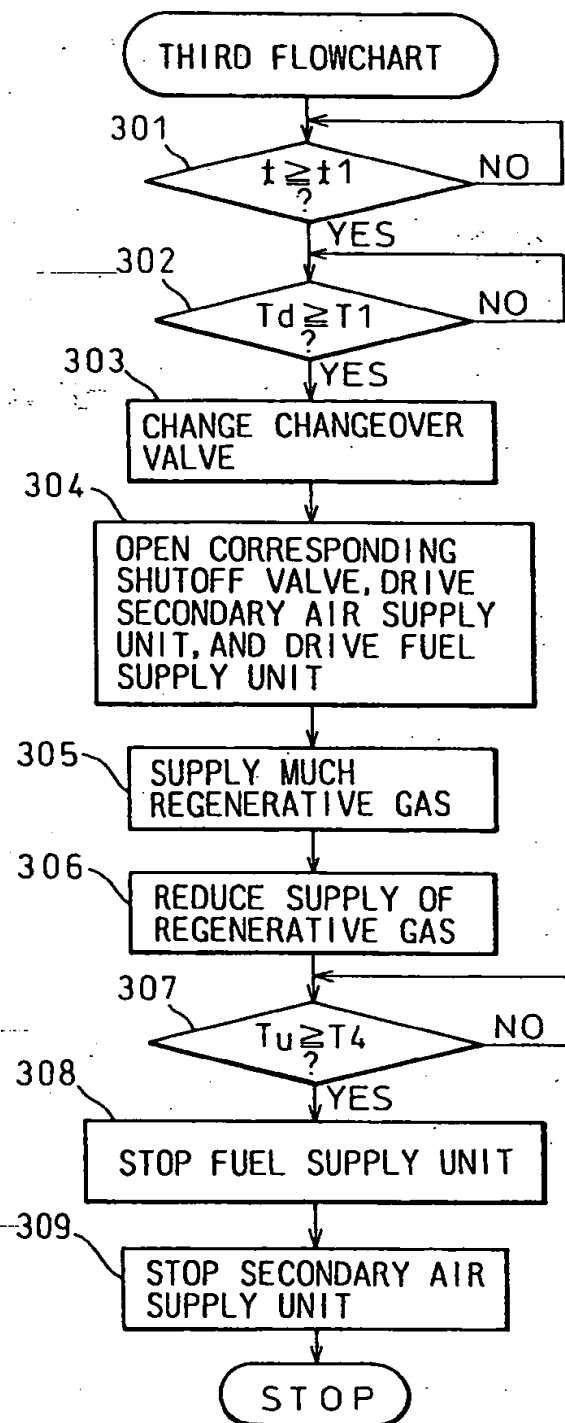 THIRD FLOWCHART
301
t≧t1
?
NO
YES
302
Td≧T1
?
NO
YES
303
CHANGE CHANGEOVER
VALVE
304
OPEN CORRESPONDING
SHUTOFF VALVE, DRIVE
SECONDARY AIR SUPPLY
UNIT, AND DRIVE FUEL
SUPPLY UNIT
305
SUPPLY MUCH
REGENERATIVE GAS
306
REDUCE SUPPLY OF
REGENERATIVE GAS
307
Tu≧T4
?
NO
YES
308
STOP FUEL SUPPLY UNIT
309
STOP SECONDARY AIR
SUPPLY UNIT
STOP